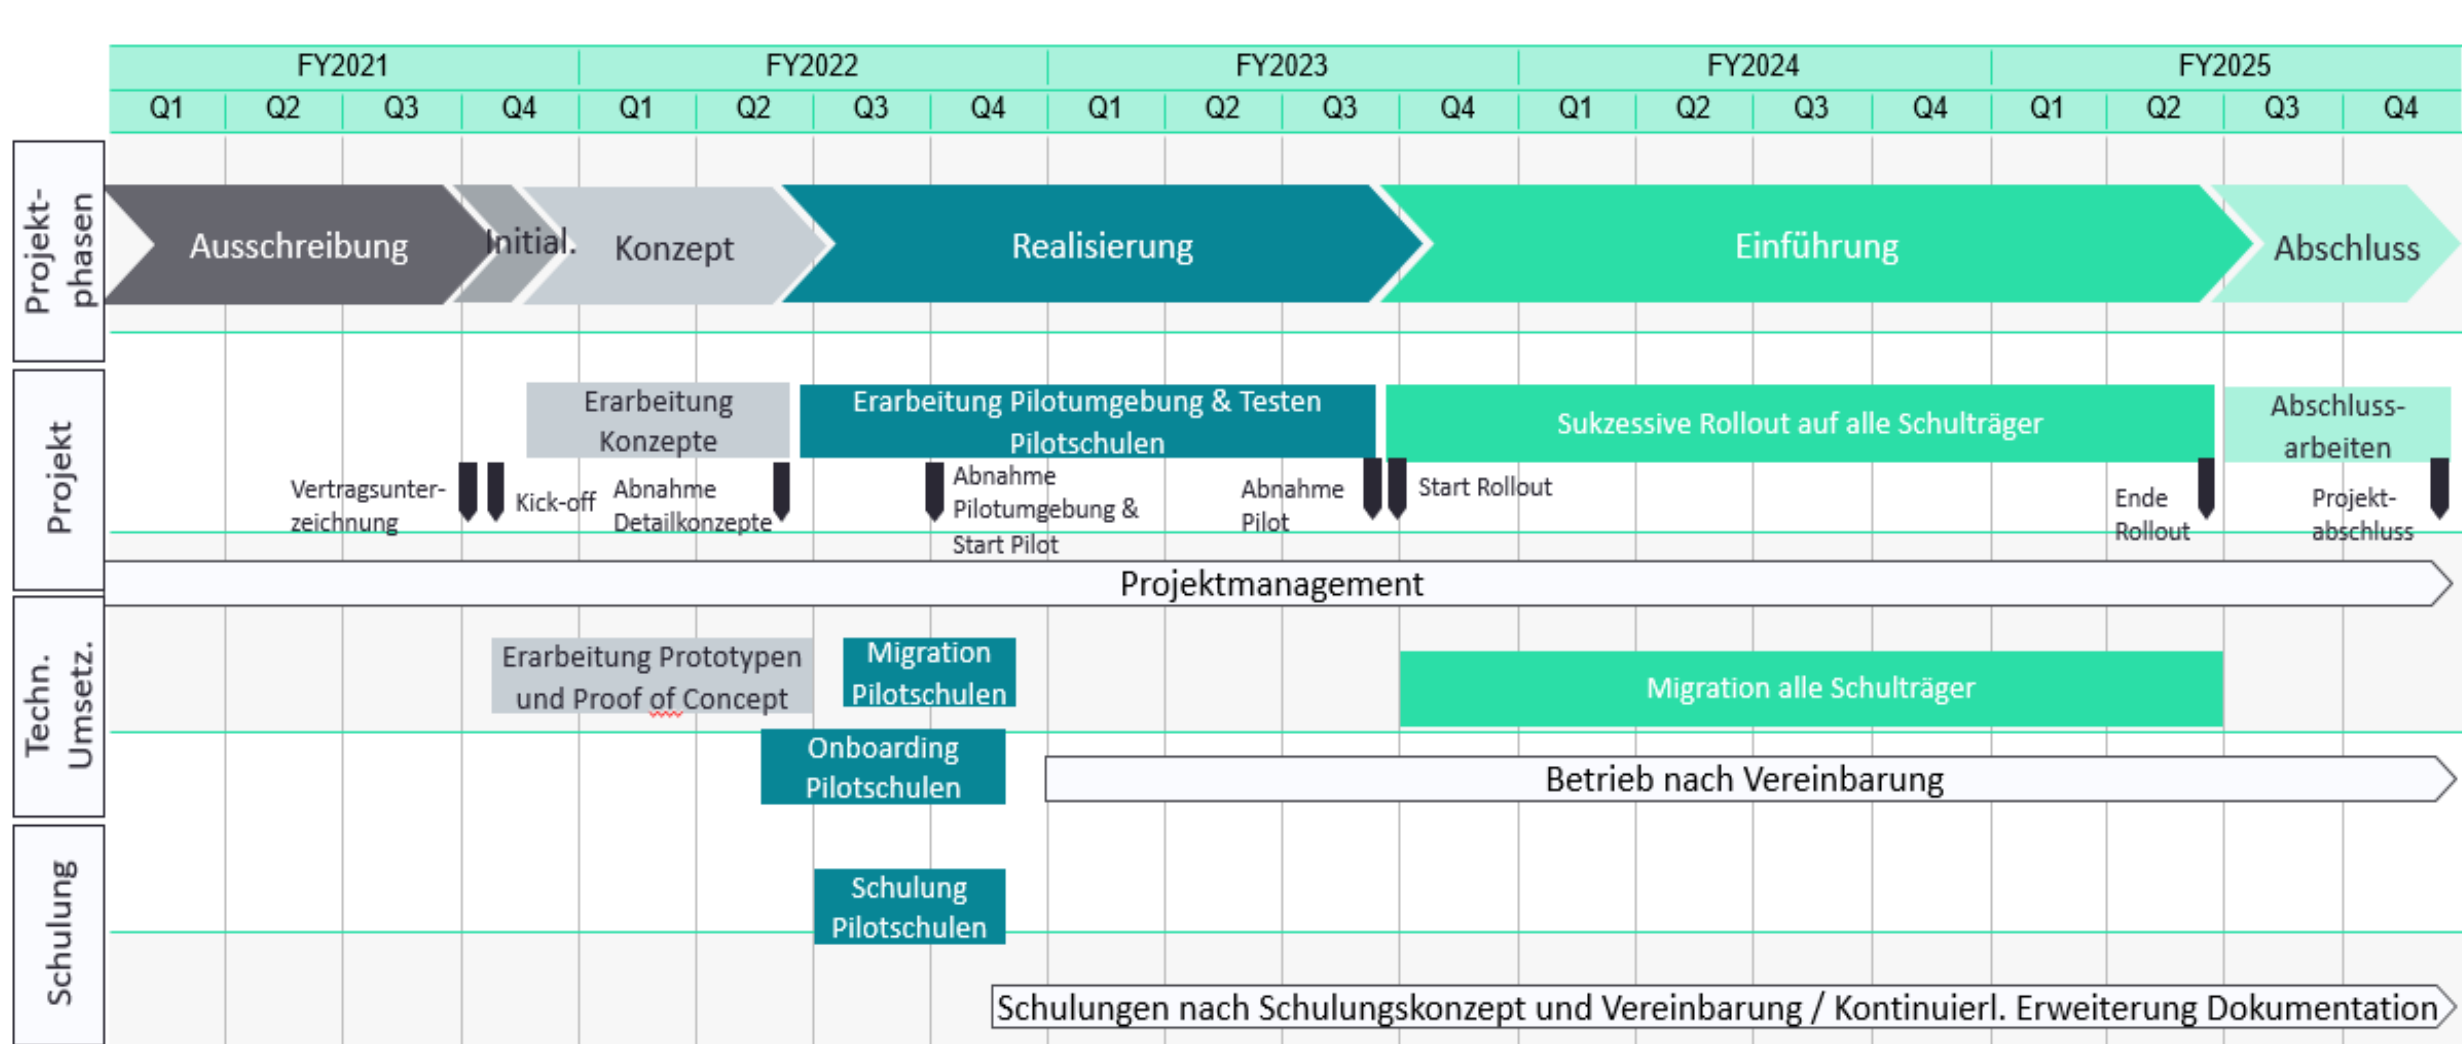 FY2021 FY2022 FY2023 FY2024 FY2025
Q1 Q2 Q3 Q4 Q1 Q2 Q3 Q4 Q1 Q2 Q3 Q4 Q1 Q2 Q3 Q4 Q1 Q2 Q3 Q4
Projekt-
phasen
Ausschreibung
Initial.
Konzept
Realisierung
Einführung
Abschluss
Projekt
Erarbeitung
Konzepte
Erarbeitung Pilotumgebung & Testen
Pilotschulen
Sukzessive Rollout auf alle Schulträger
Abschluss-
arbeiten
Vertragsunter-
zeichnung
Kick-off
Abnahme
Detailkonzepte
Abnahme
Pilotumgebung &
Start Pilot
Abnahme
Pilot
Start Rollout
Ende
Rollout
Projekt-
abschluss
Projektmanagement
Techn.
Umsetz.
Erarbeitung Prototypen
und Proof of Concept
Migration
Pilotschulen
Migration alle Schulträger
Onboarding
Pilotschulen
Betrieb nach Vereinbarung
Schulung
Schulung
Pilotschulen
Schulungen nach Schulungskonzept und Vereinbarung / Kontinuierl. Erweiterung Dokumentation